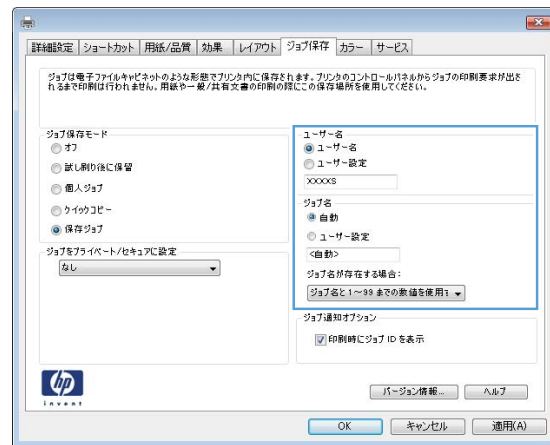 詳細設定 ショートカット 用紙/品質 効果 レイアウト ジョブ保存 カラー サービス
ジョブは電子ファイルキャビネットのような形態でプリンタ内に保存されます。プリンタのコントロールパネルからジョブの印刷要求が出さ
れるまで印刷は行われません。用紙や一般/共有文書の印刷の際にこの保存場所を使用してください。
ジョブ保存モード
オフ
試し刷り後に保留
個人ジョブ
クイックコピー
保存ジョブ
ジョブをプライベート/セキュアに設定
なし
ユーザー名
ユーザー名
ユーザー設定
XXXXS
ジョブ名
自動
ユーザー設定
<自動>
ジョブ名が存在する場合:
ジョブ名と1～99 までの数値を使用
ジョブ通知オプション
印刷時にジョブ ID を表示
hp
invent
バージョン情報... ヘルプ
OK キャンセル 適用(A)